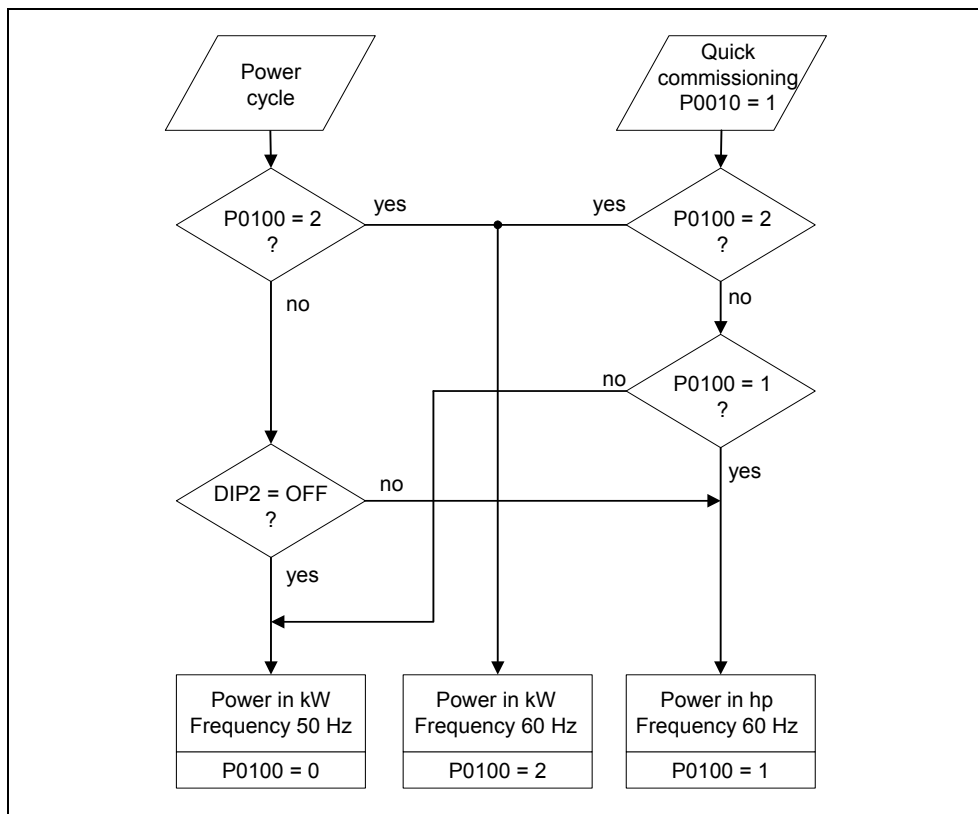 Power
cycle
Quick
commissioning
P0010 = 1
P0100 = 2
?
yes
yes
P0100 = 2
?
no
no
no
P0100 = 1
?
DIP2 = OFF
?
no
yes
yes
Power in kW
Frequency 50 Hz
P0100 = 0
Power in kW
Frequency 60 Hz
P0100 = 2
Power in hp
Frequency 60 Hz
P0100 = 1